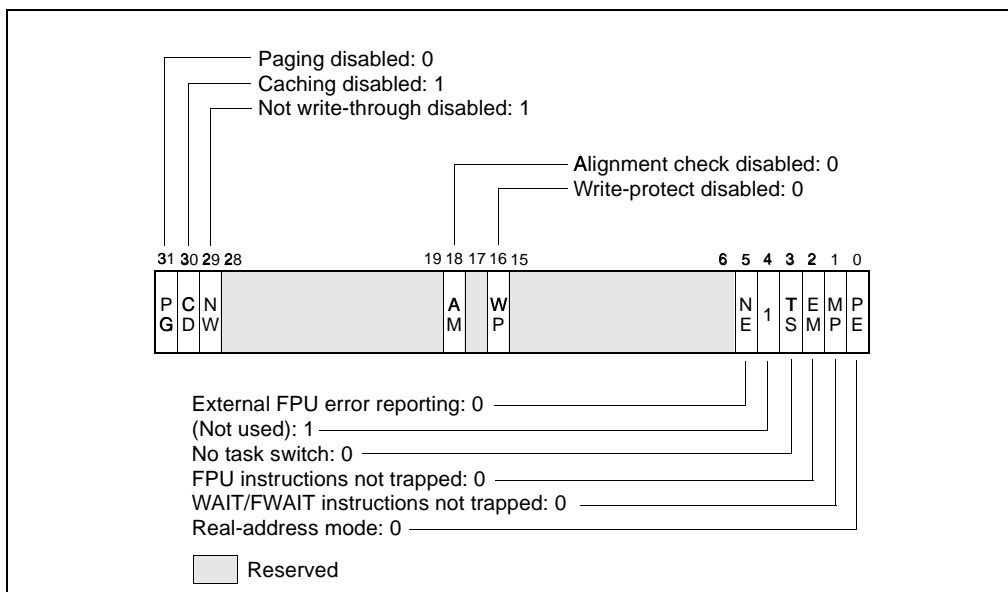 Paging disabled: 0
Caching disabled: 1
Not write-through disabled: 1
Alignment check disabled: 0
Write-protect disabled: 0
31 30 29 28 19 18 17 16 15 6 5 4 3 2 1 0
P G C D N W A M W P N E 1 T S E M M P P E
External FPU error reporting: 0
(Not used): 1
No task switch: 0
FPU instructions not trapped: 0
WAIT/FWAIT instructions not trapped: 0
Real-address mode: 0
Reserved